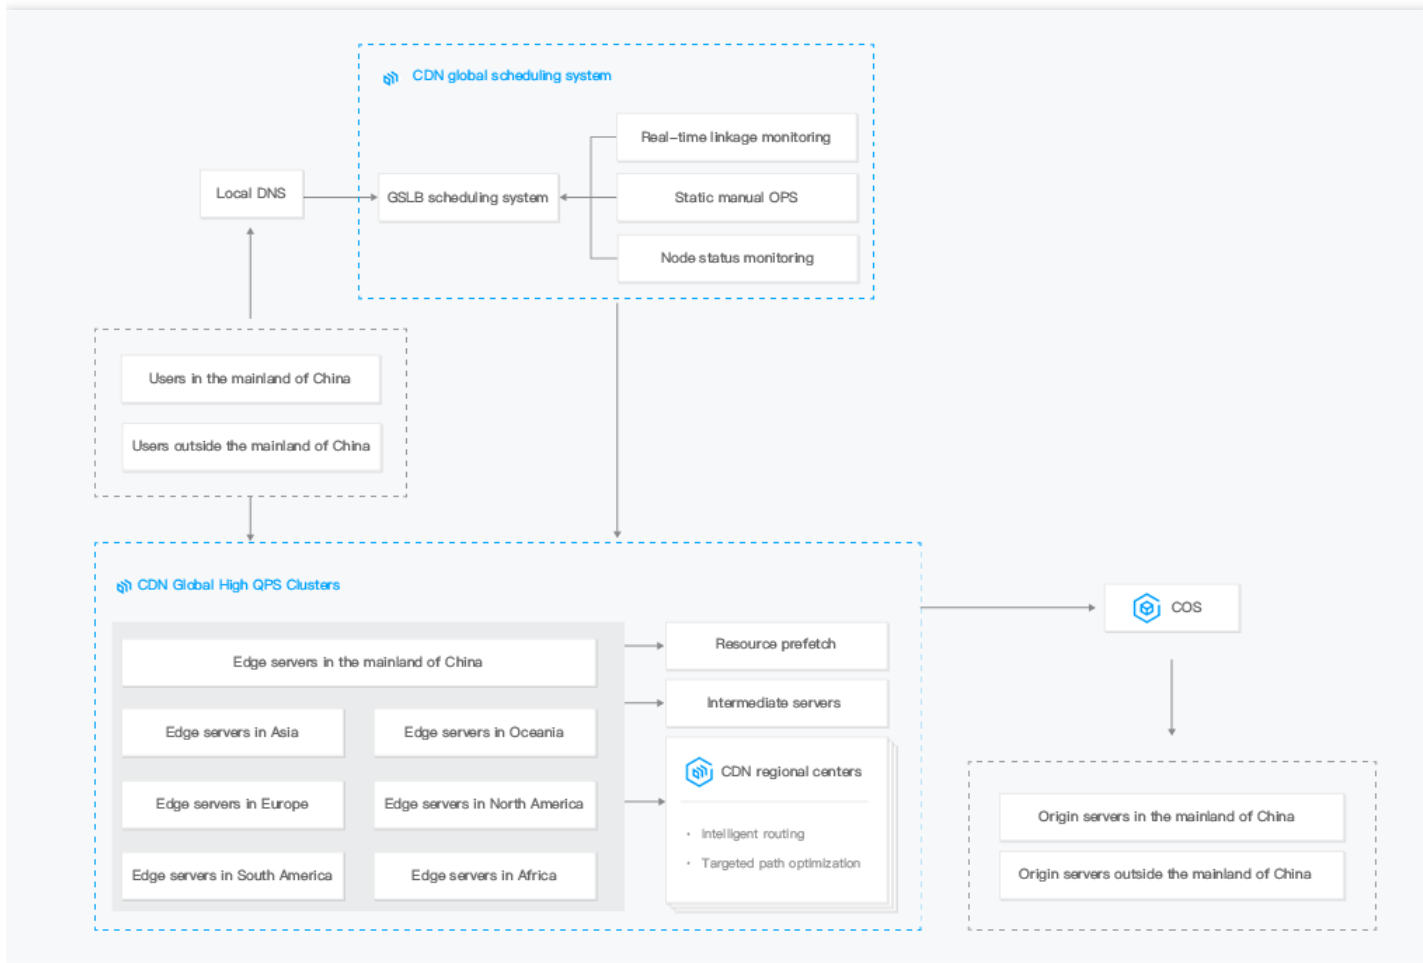 CDN global scheduling system
Real-time linkage monitoring
Local DNS
GSLB scheduling system
Static manual OPS
Node status monitoring
Users in the mainland of China
Users outside the mainland of China
CDN Global High QPS Clusters
Edge servers in the mainland of China
Edge servers in Asia
Edge servers in Oceania
Edge servers in Europe
Edge servers in North America
Edge servers in South America
Edge servers in Africa
Resource prefetch
Intermediate servers
CDN regional centers
• Intelligent routing
• Targeted path optimization
COS
Origin servers in the mainland of China
Origin servers outside the mainland of China